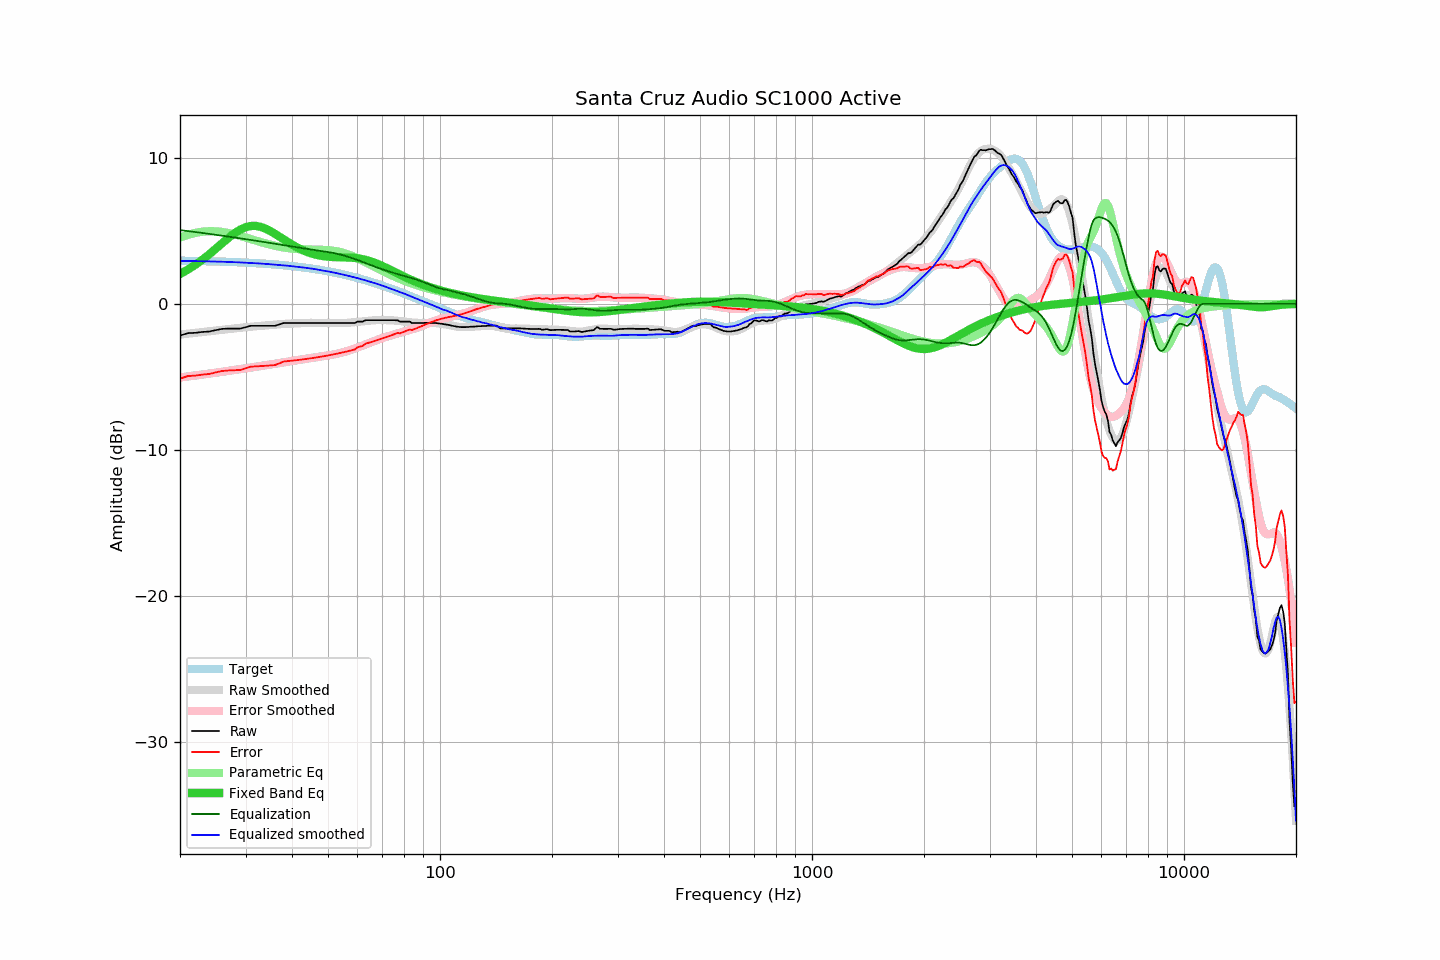 Santa Cruz Audio SC1000 Active
10
0
−10
−20
−30
Amplitude (dBr)
Target
Raw Smoothed
Error Smoothed
Raw
Error
Parametric Eq
Fixed Band Eq
Equalization
Equalized smoothed
100
1000
10000
Frequency (Hz)